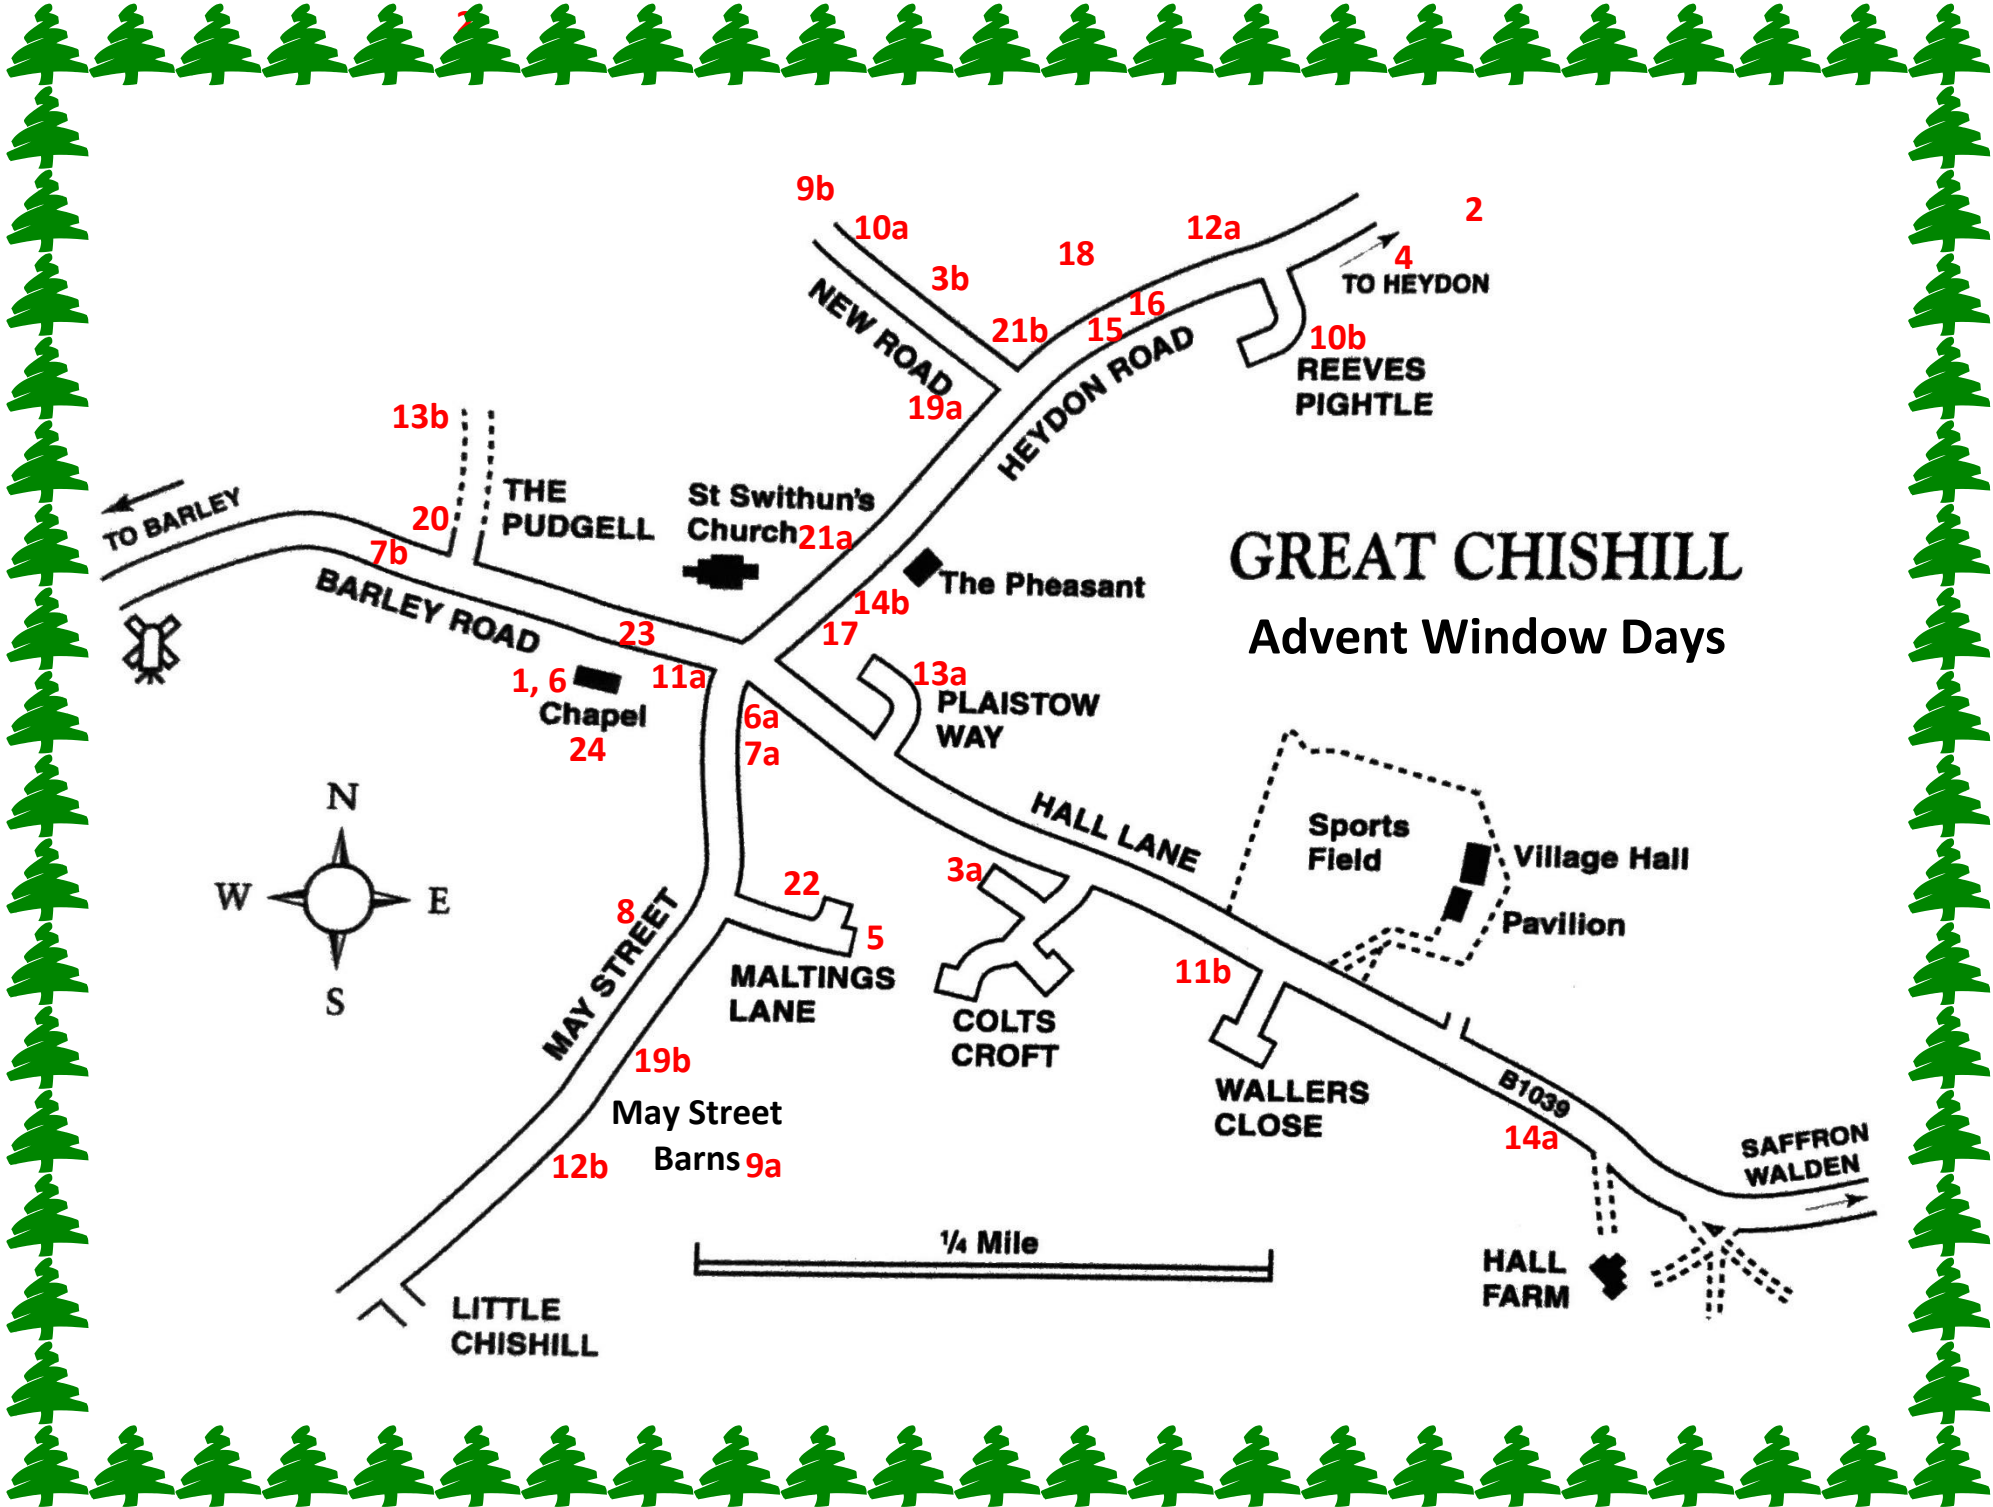 2
9b
10a
3b
18
12a
2
4
TO HEYDON
21b
15
16
10b
REEVES
PIGHTLE
NEW ROAD
19a
HEYDON ROAD
13b
20
THE
PUDGELL
TO BARLEY
7b
BARLEY ROAD
St Swithun's
Church 21a
The Pheasant
14b
17
GREAT CHISHILL
Advent Window Days
23
11a
1, 6
Chapel
24
13a
PLAISTOW
WAY
6a
7a
HALL LANE
Sports
Field
Village Hall
Pavilion
N
W
E
S
8
MAY STREET
22
5
MALTINGS
LANE
3a
COLTS
CROFT
11b
WALLERS
CLOSE
19b
May Street
Barns 9a
12b
B1039
14a
SAFFRON
WALDEN
¼ Mile
HALL
FARM
LITTLE
CHISHILL